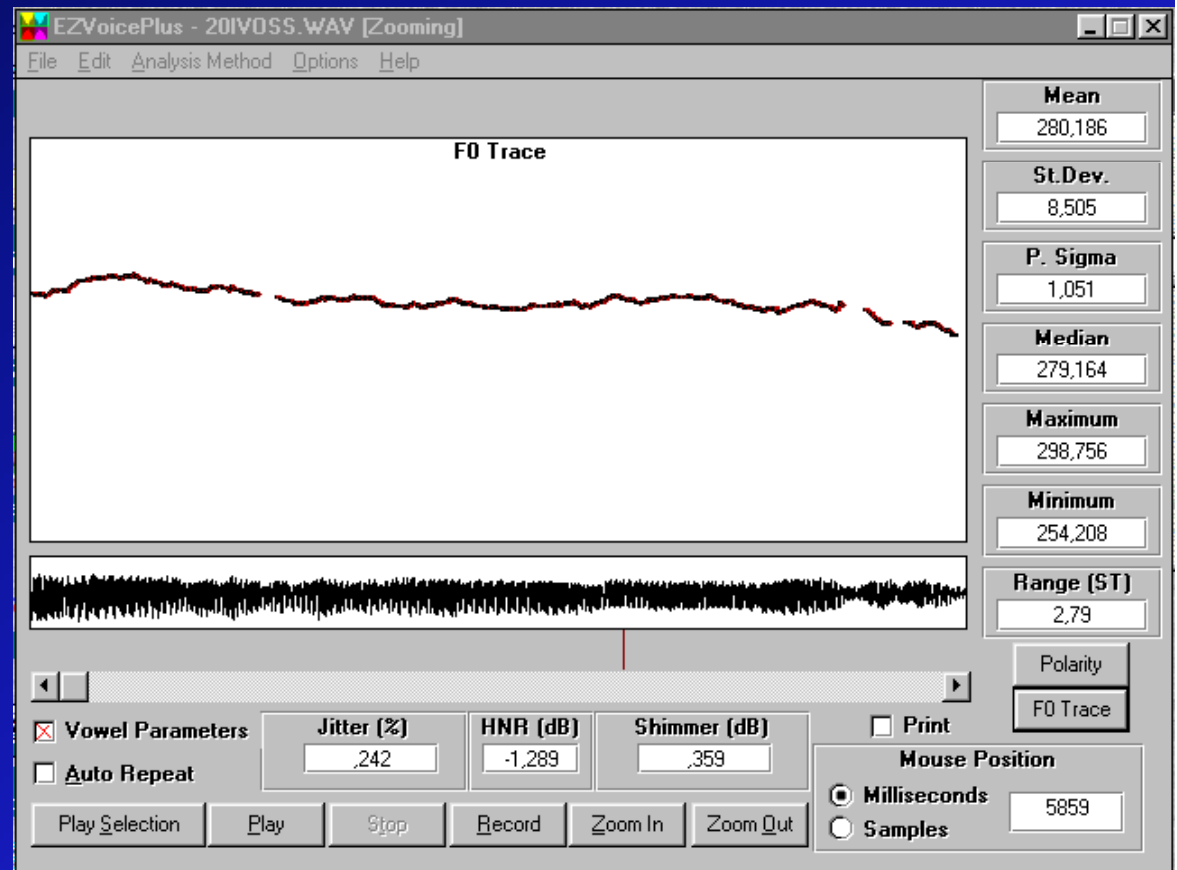 EZVoicePlus - 20IVOSS.WAV [Zooming]
File Edit Analysis Method Options Help
F0 Trace
Mean
280,186
St.Dev.
8,505
P. Sigma
1,051
Median
279,164
Maximum
298,756
Minimum
254,208
Range (ST)
2,79
Polarity
F0 Trace
Vowel Parameters
Auto Repeat
Jitter (%)
,242
HNR (dB)
-1,289
Shimmer (dB)
,359
Print
Mouse Position
Milliseconds
Samples
5859
Play Selection Play Stop Record Zoom In Zoom Out